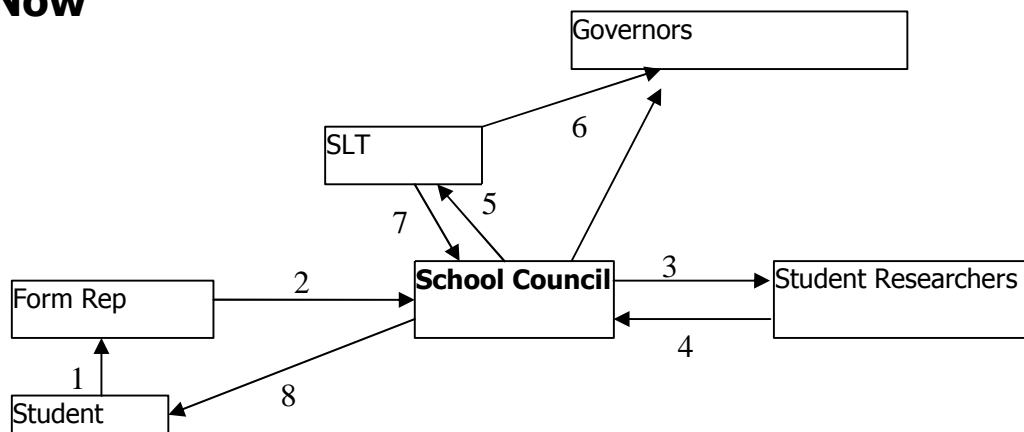 Now
Governors
6
SLT
7
5
2
School Council
3
Student Researchers
Form Rep
4
1
8
Student